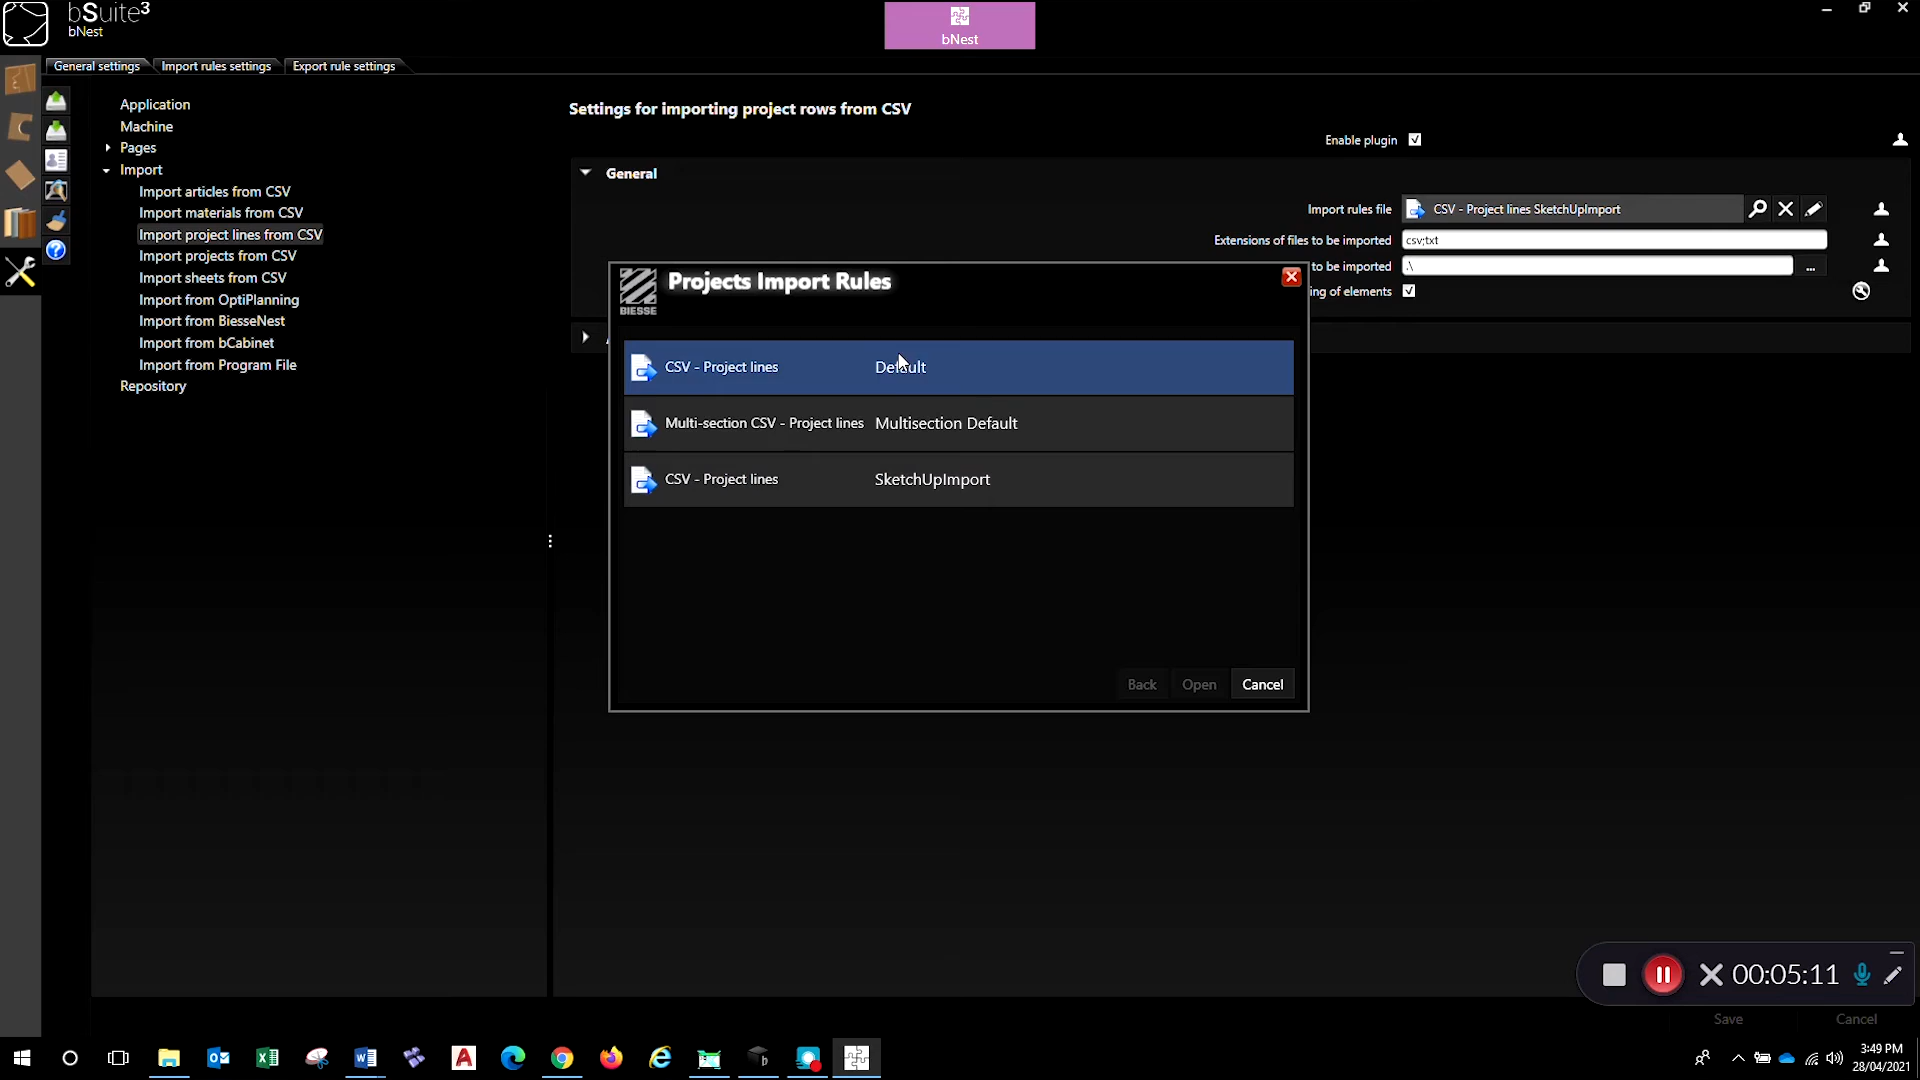 bSuite³
bNest
bNest
General settings
Import rules settings
Export rule settings
Application
Machine
Pages
Import
Import articles from CSV
Import materials from CSV
Import project lines from CSV
Import projects from CSV
Import sheets from CSV
Import from OptiPlanning
Import from BiesseNest
Import from bCabinet
Import from Program File
Repository
Settings for importing project rows from CSV
Enable plugin
General
Import rules file
CSV - Project lines SketchUpImport
Extensions of files to be imported
csv;txt
to be imported
.\
...
ing of elements
BIESSE
Projects Import Rules
CSV - Project lines
Default
Multi-section CSV - Project lines
Multisection Default
CSV - Project lines
SketchUpImport
Back
Open
Cancel
00:05:11
Save
Cancel
3:49 PM
28/04/2021